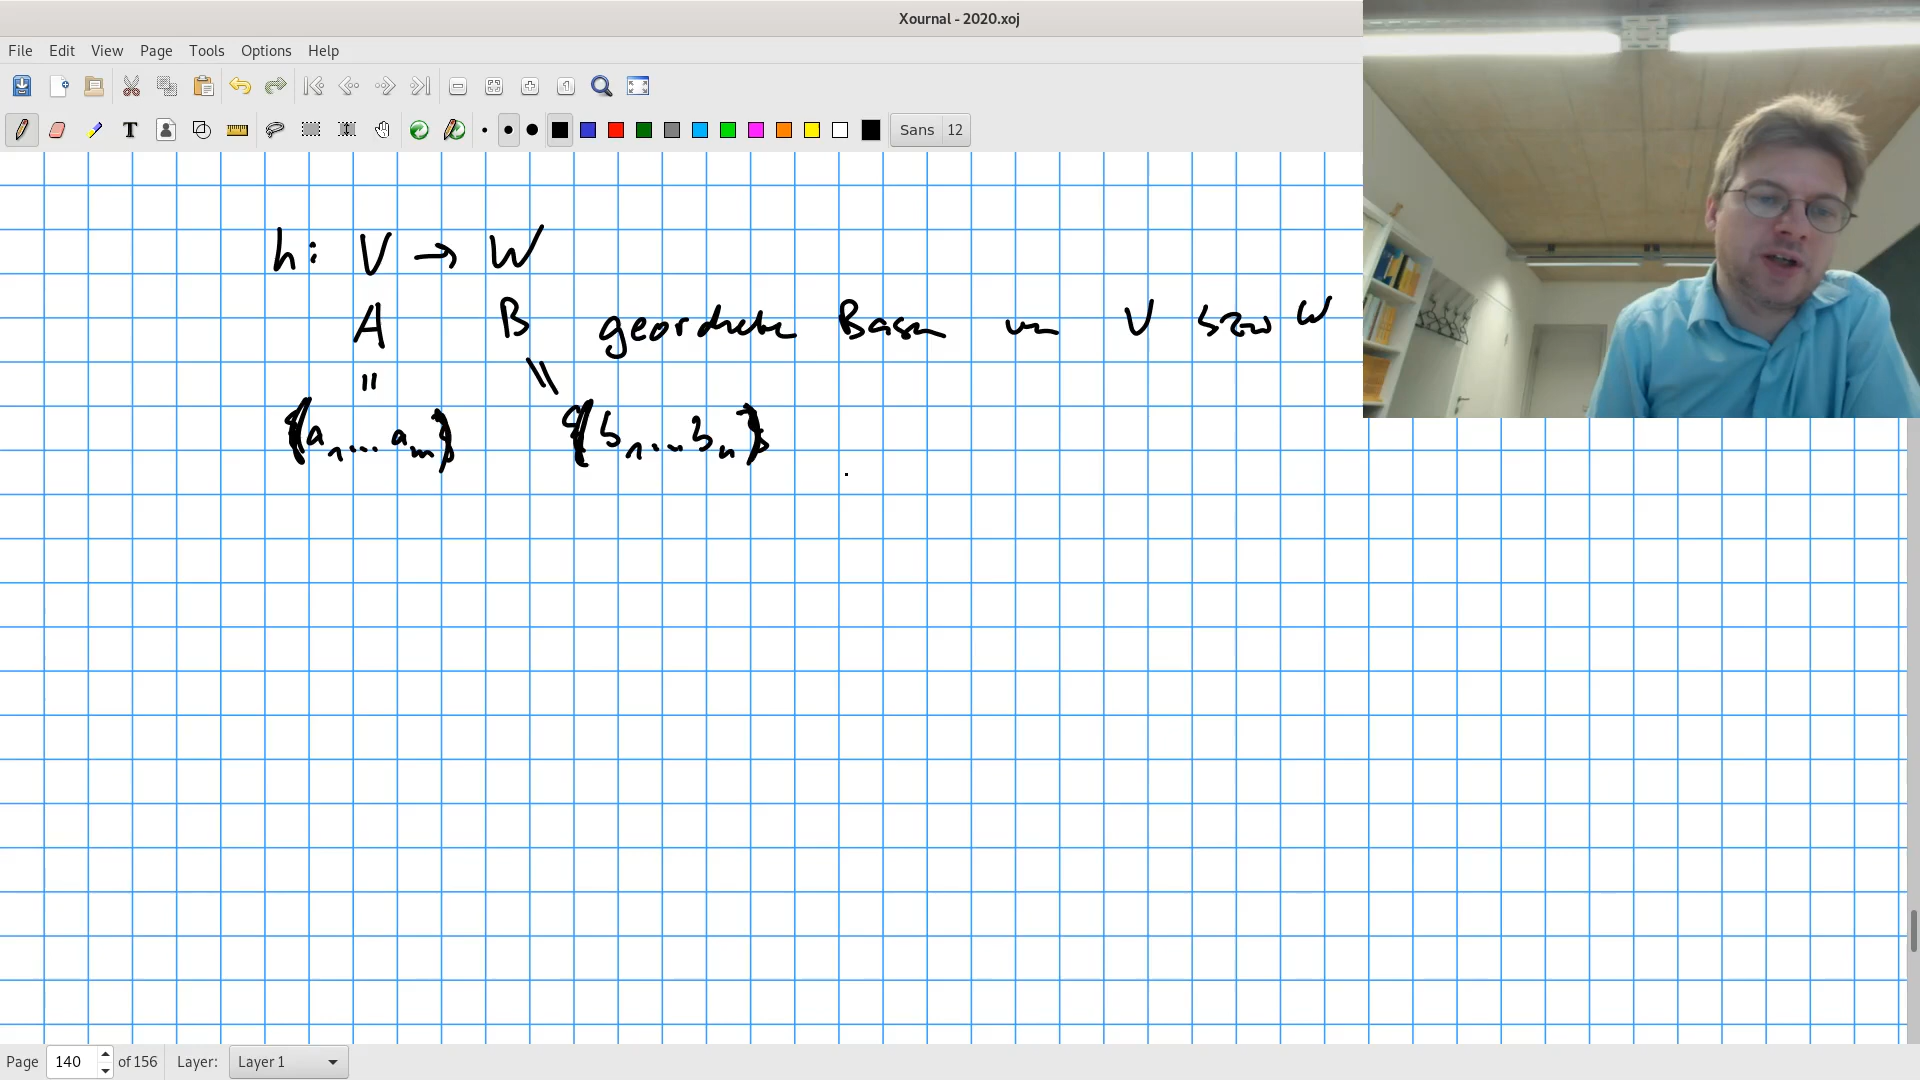 Xournal - 2020.xoj
File Edit View Page Tools Options Help
Sans 12
h: V → W
A B geordnete Basen von V bzw W
= =
(a₁...aₘ) (b₁...bₙ)
Page 140 of 156 Layer: Layer 1